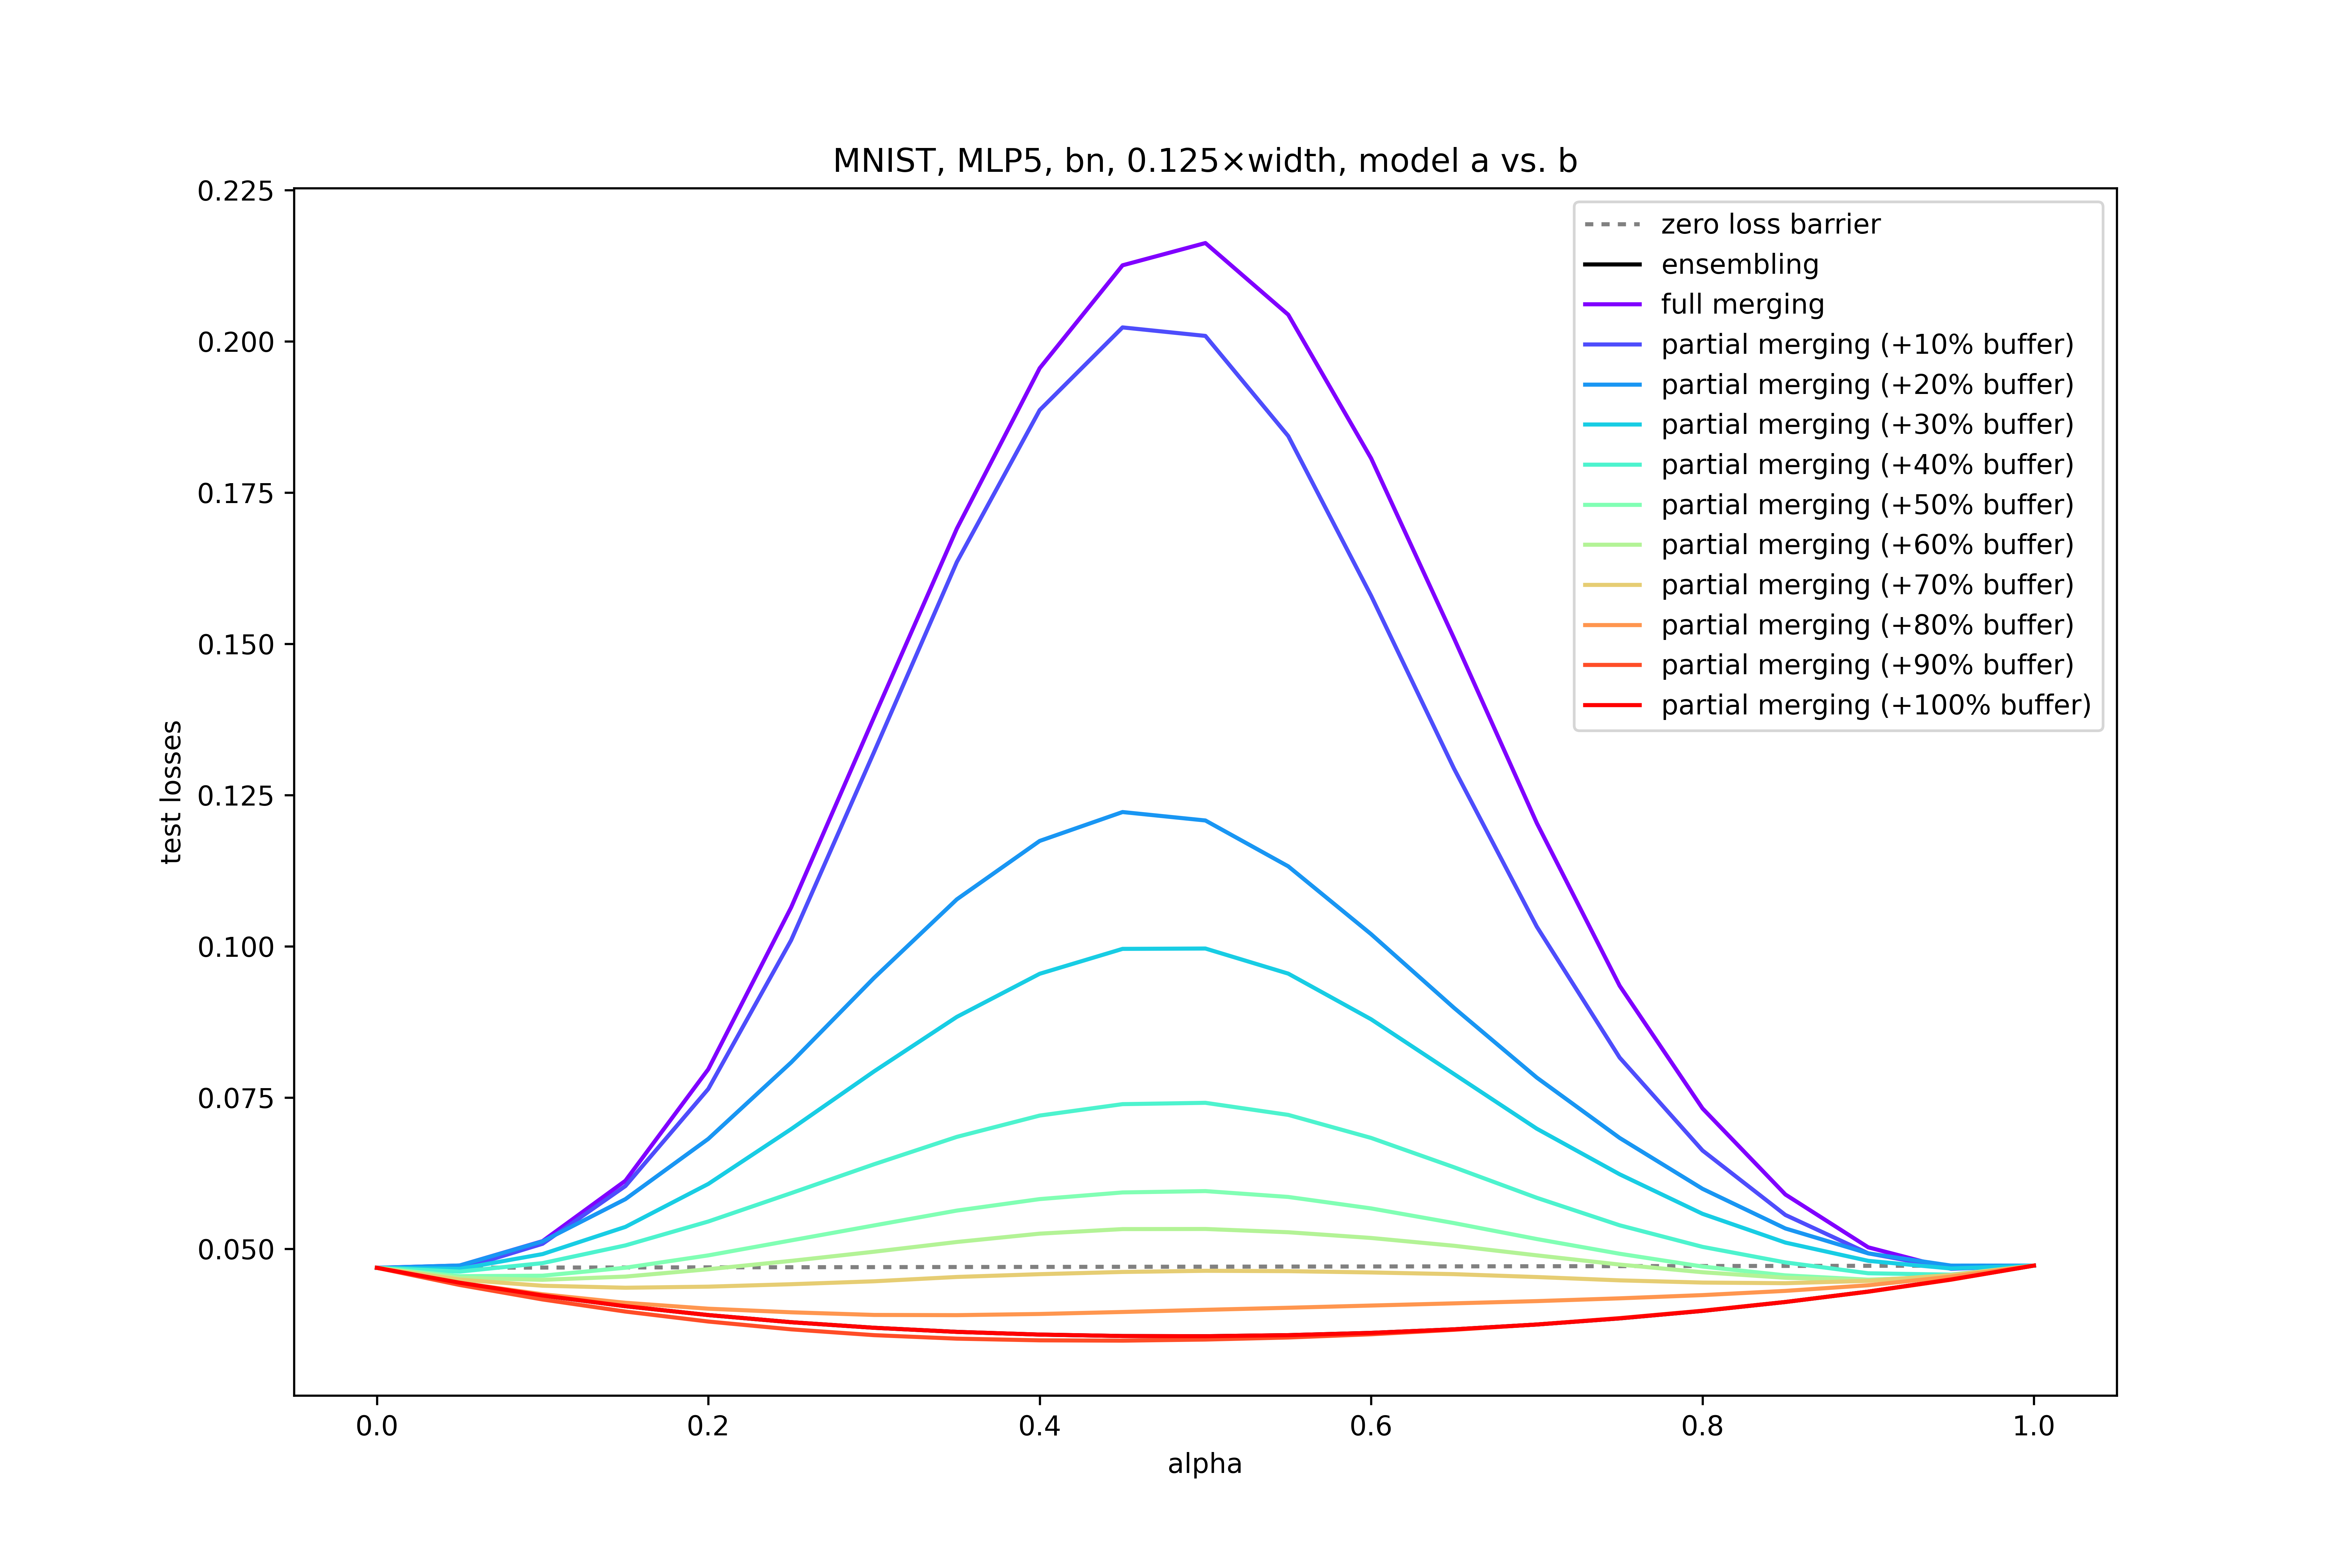 MNIST, MLP5, bn, 0.125×width, model a vs. b
0.225
0.200
0.175
0.150
0.125
0.100
0.075
0.050
test losses
zero loss barrier
ensembling
full merging
partial merging (+10% buffer)
partial merging (+20% buffer)
partial merging (+30% buffer)
partial merging (+40% buffer)
partial merging (+50% buffer)
partial merging (+60% buffer)
partial merging (+70% buffer)
partial merging (+80% buffer)
partial merging (+90% buffer)
partial merging (+100% buffer)
0.0 0.2 0.4 0.6 0.8 1.0
alpha